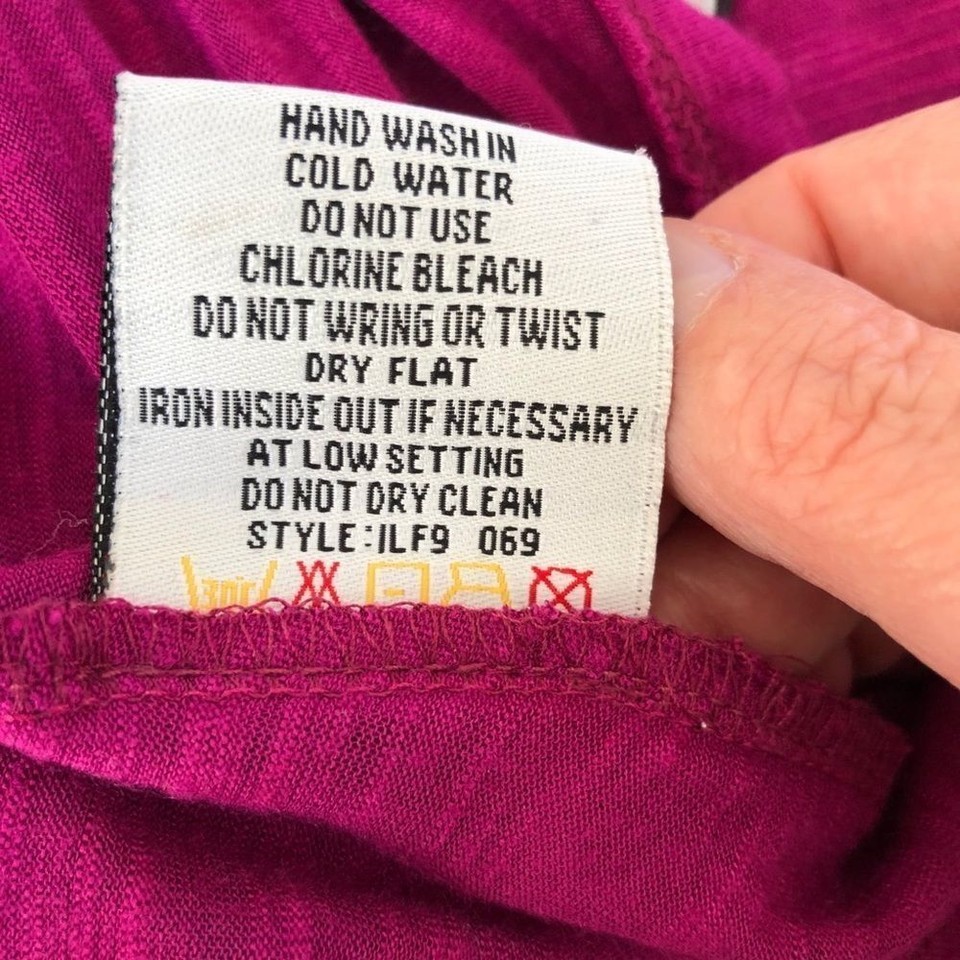 HAND WASH IN
COLD WATER
DO NOT USE
CHLORINE BLEACH
DO NOT WRING OR TWIST
DRY FLAT
IRON INSIDE OUT IF NECESSARY
AT LOW SETTING
DO NOT DRY CLEAN
STYLE:ILF9 069